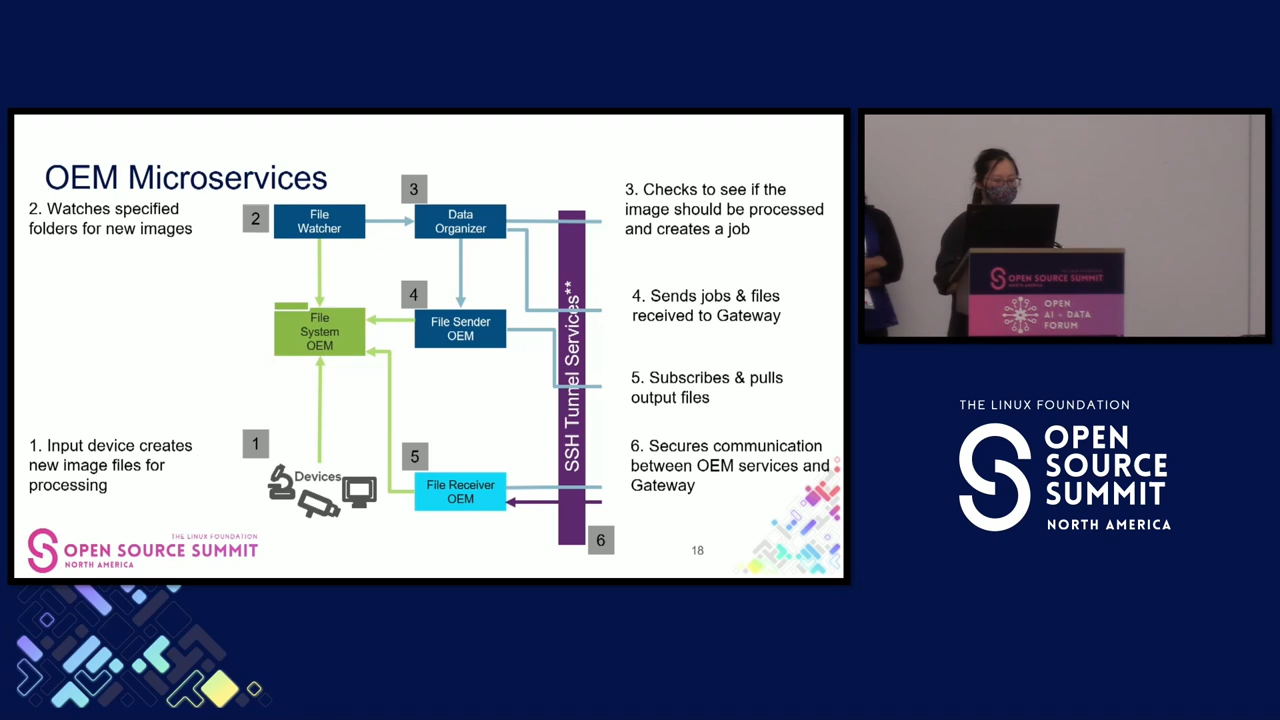 OEM Microservices
2. Watches specified
folders for new images
2
File
Watcher
3
Data
Organizer
3. Checks to see if the
image should be processed
and creates a job
File
System
OEM
4
File Sender
OEM
SSH Tunnel Services**
4. Sends jobs & files
received to Gateway
5. Subscribes & pulls
output files
1. Input device creates
new image files for
processing
1
Devices
5
File Receiver
OEM
6. Secures communication
between OEM services and
Gateway
6
18
THE LINUX FOUNDATION
OPEN SOURCE SUMMIT
NORTH AMERICA
THE LINUX FOUNDATION
OPEN SOURCE SUMMIT
NORTH AMERICA
OPEN
AI + DATA
FORUM
THE LINUX FOUNDATION
OPEN
SOURCE
SUMMIT
NORTH AMERICA